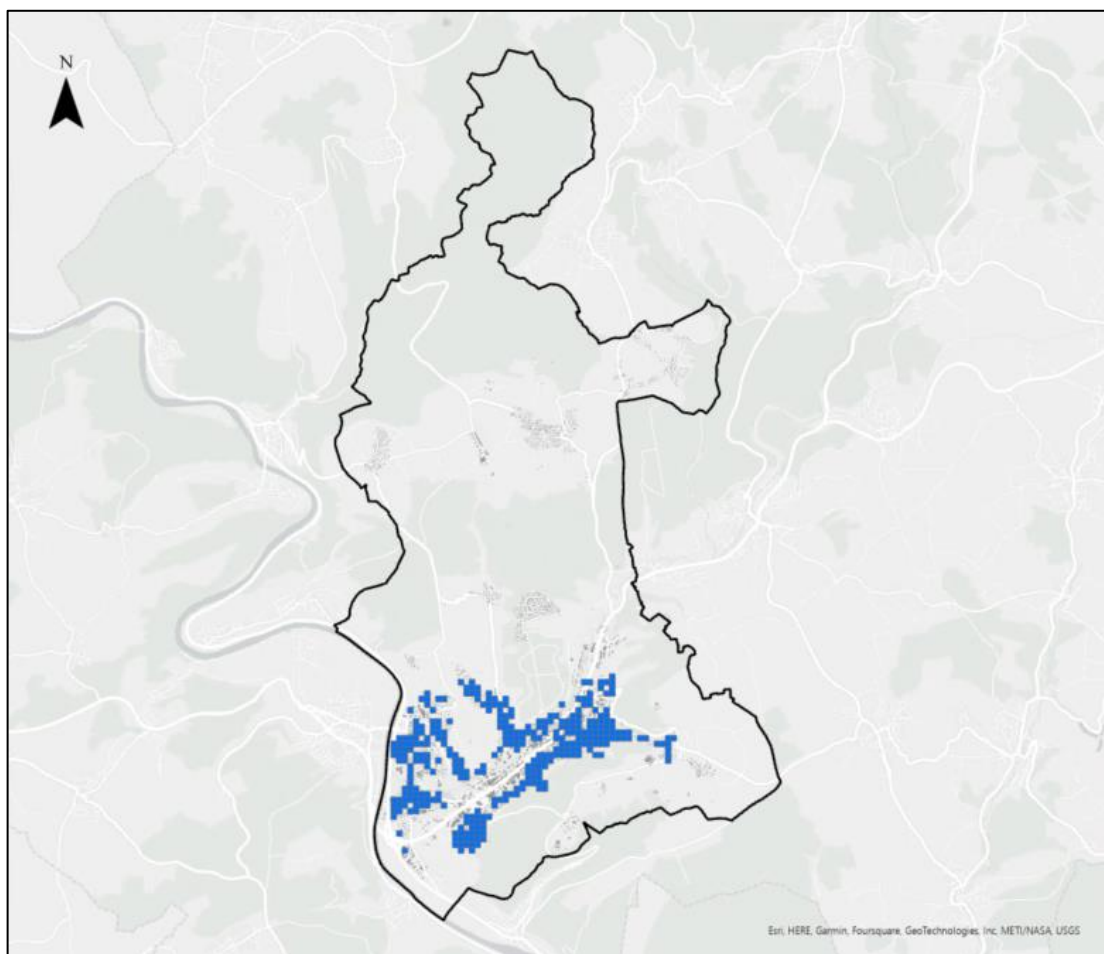 N
Esri, HERE, Garmin, Foursquare, GeoTechnologies, Inc, METI/NASA, USGS